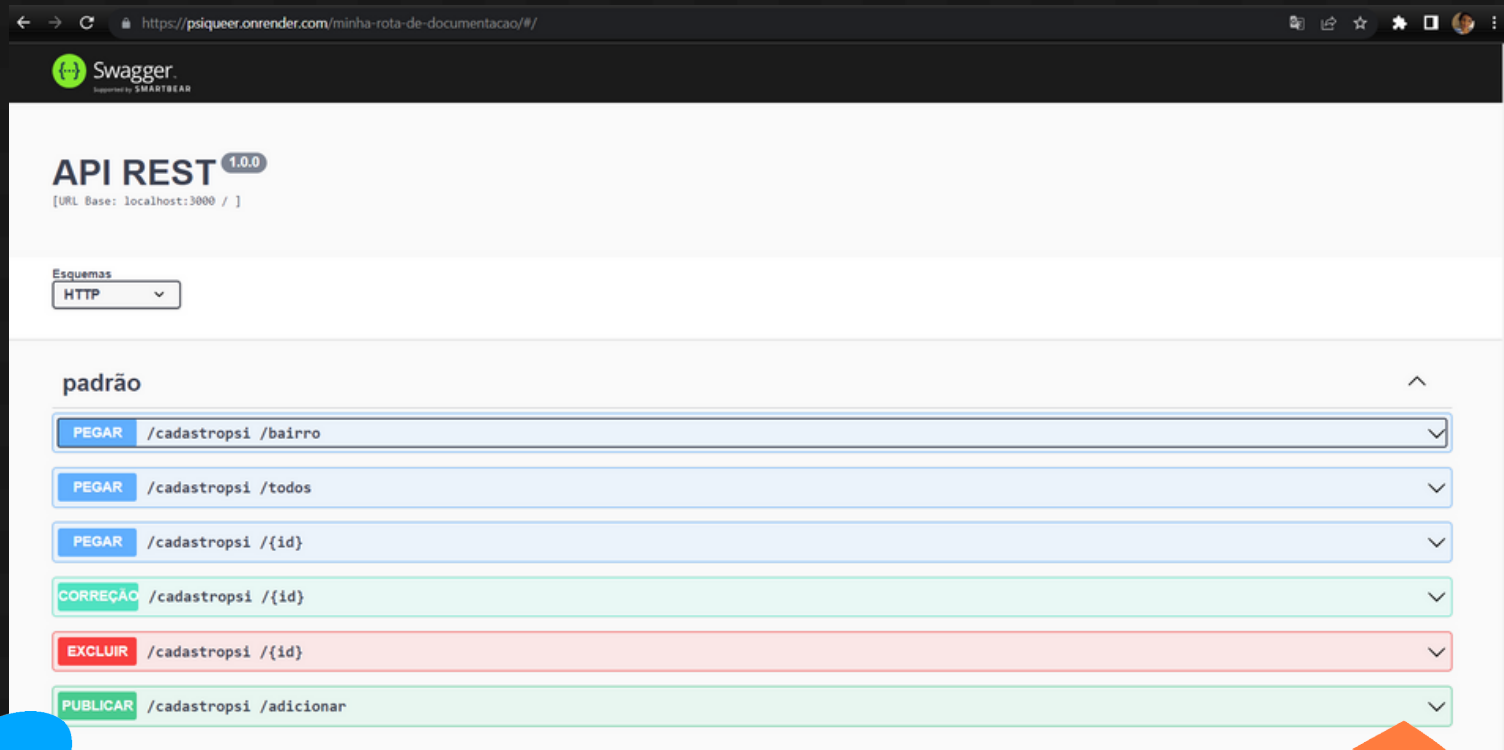 https://psiqueer.onrender.com/minha-rota-de-documentacao/#/
Swagger.
Supported by SMARTBEAR
API REST 1.0.0
[URL Base: localhost:3000 / ]
Esquemas
HTTP
padrão
PEGAR /cadastropsi /bairro
PEGAR /cadastropsi /todos
PEGAR /cadastropsi /{id}
CORREÇÃO /cadastropsi /{id}
EXCLUIR /cadastropsi /{id}
PUBLICAR /cadastropsi /adicionar